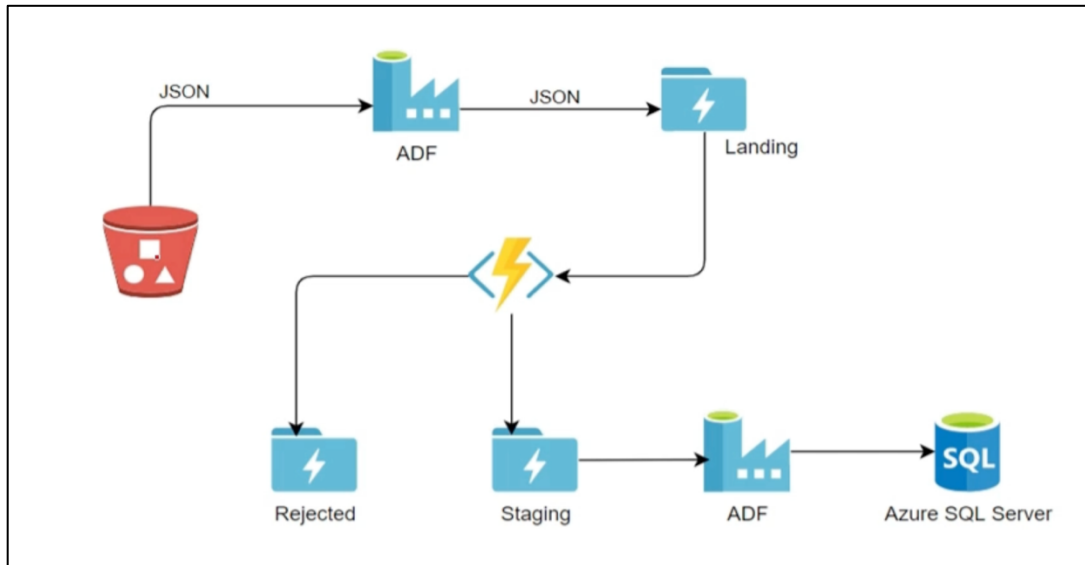 JSON
JSON
ADF
Landing
Rejected
Staging
ADF
SQL
Azure SQL Server